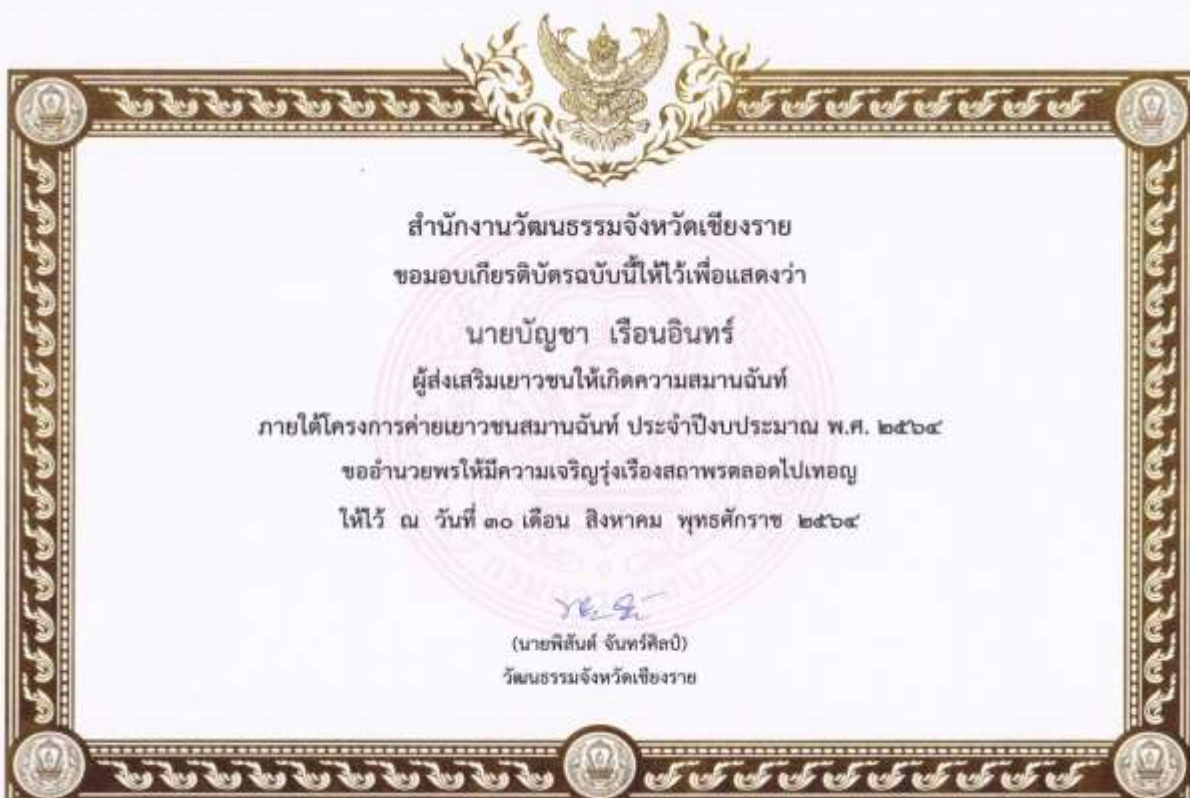 สำนักงานวัฒนธรรมจังหวัดเชียงราย
ขอมอบเกียรติบัตรฉบับนี้ให้ไว้เพื่อแสดงว่า
นายบัญชา เรือนอินทร์
ผู้ส่งเสริมเยาวชนให้เกิดความสมานฉันท์
ภายใต้โครงการค่ายเยาวชนสมานฉันท์ ประจำปีงบประมาณ พ.ศ. ๒๕๖๔
ขออำนวยพรให้มีความเจริญรุ่งเรืองสถาพรตลอดไปเทอญ
ให้ไว้ ณ วันที่ ๓๐ เดือน สิงหาคม พุทธศักราช ๒๕๖๔
(นายพิสันต์ จันทร์ศิลป์)
วัฒนธรรมจังหวัดเชียงราย